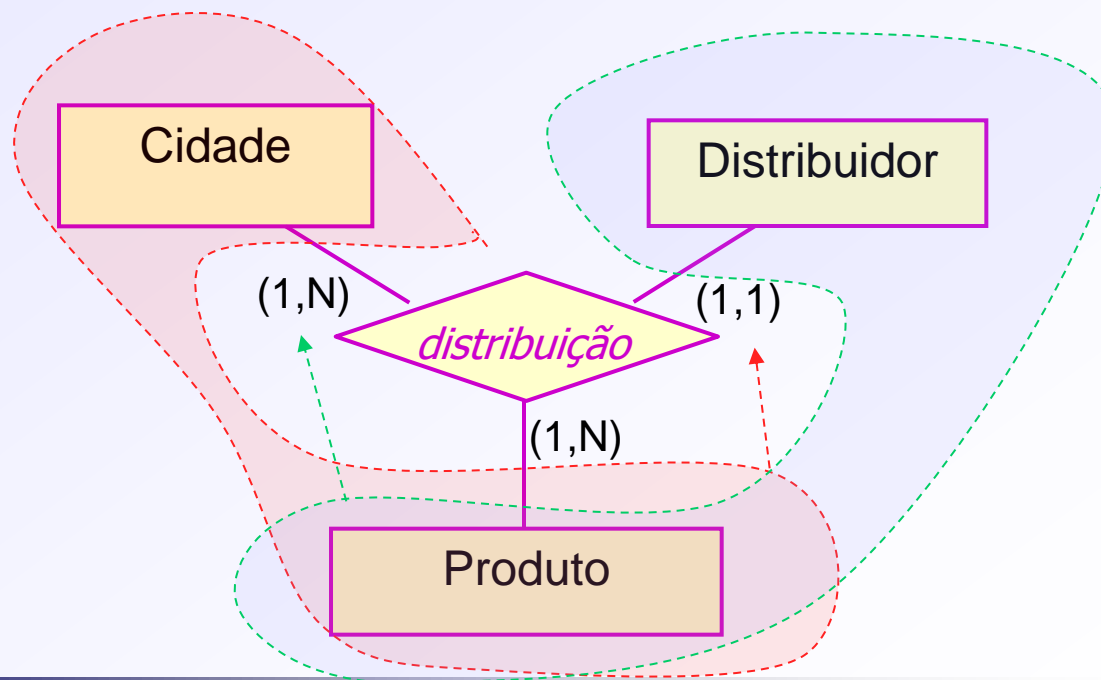 Cidade
Distribuidor
(1,N)
(1,1)
distribuição
(1,N)
Produto